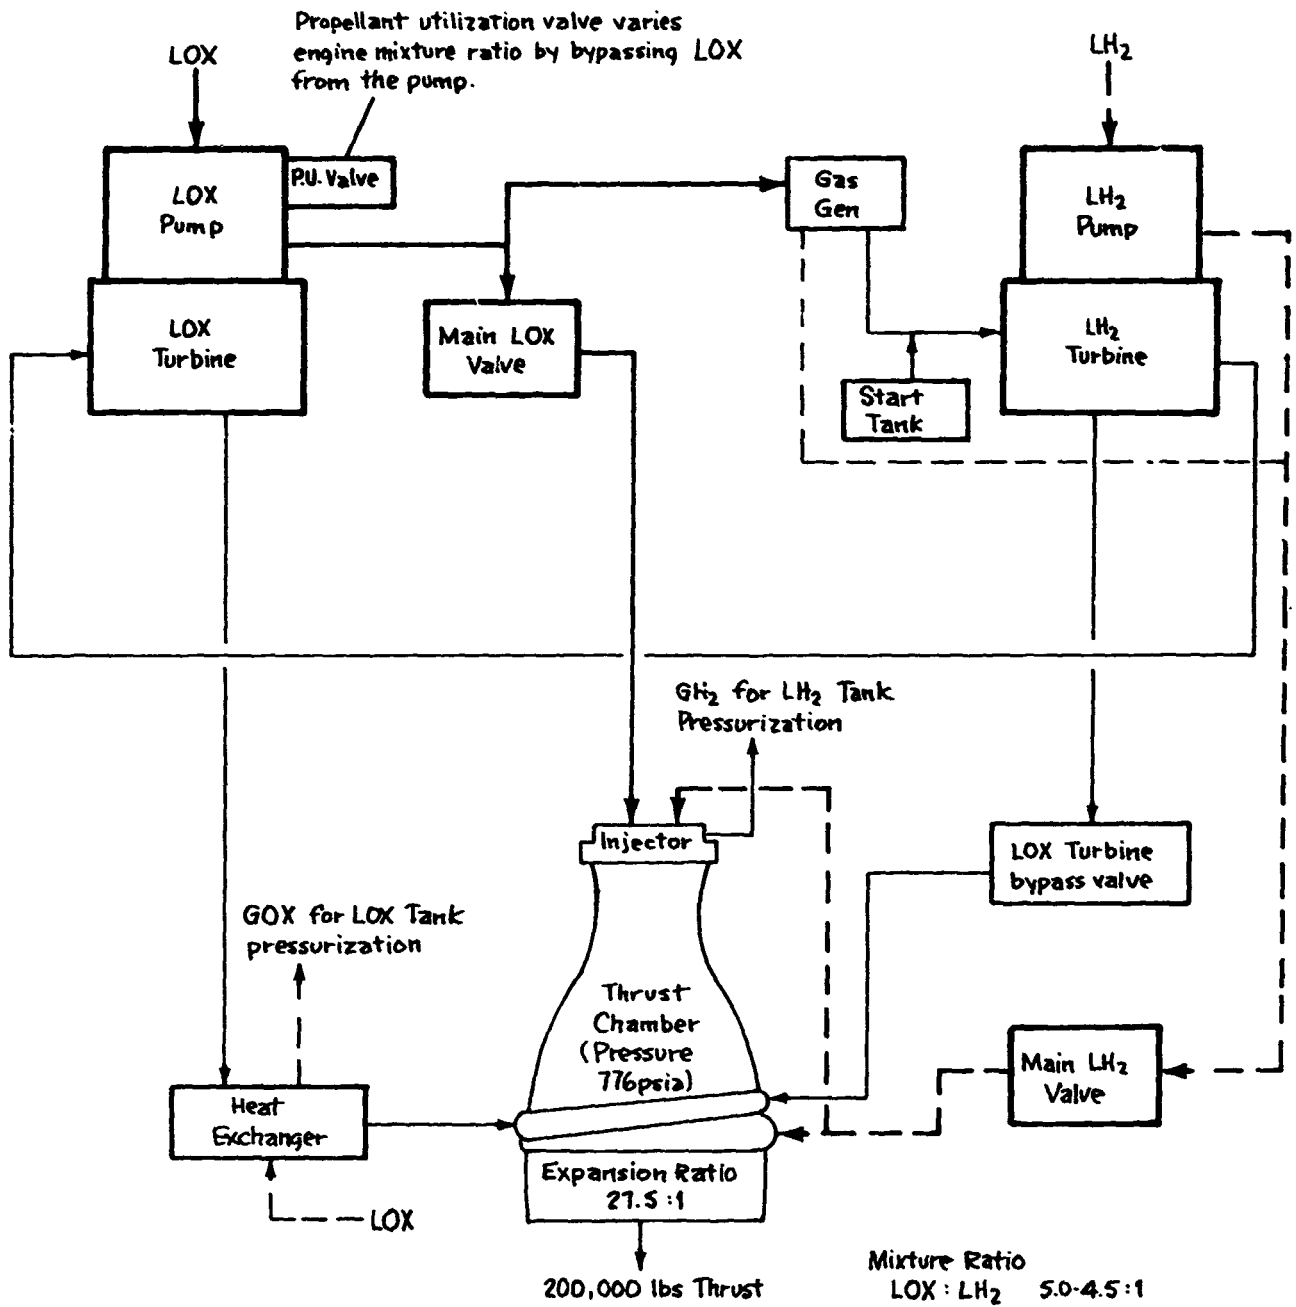 Propellant utilization valve varies
engine mixture ratio by bypassing LOX
from the pump.
LOX
LH₂
P.U. Valve
LOX
Pump
Gas
Gen
LH₂
Pump
LOX
Turbine
Main LOX
Valve
LH₂
Turbine
Start
Tank
GH₂ for LH₂ Tank
Pressurization
Injector
LOX Turbine
bypass valve
GOX for LOX Tank
pressurization
Thrust
Chamber
(Pressure
776psia)
Main LH₂
Valve
Heat
Exchanger
Expansion Ratio
27.5:1
LOX
200,000 lbs Thrust
Mixture Ratio
LOX : LH₂ 5.0-4.5:1